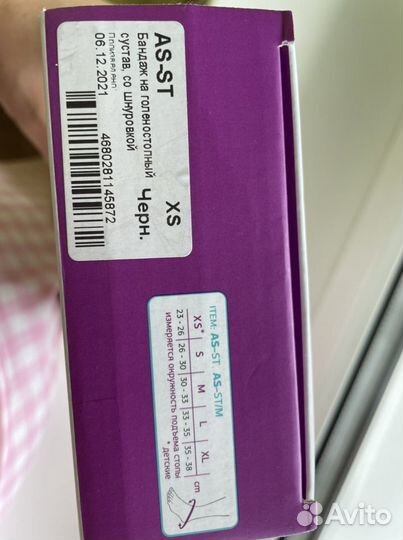 AS-ST
Бандаж на голеностопный
сустав, со шнуровкой
Произведено:
06.12.2021
XS
Черн.
4680281145872
ITEM: AS-ST, AS-ST/M
XS* S M L XL
23 - 26 26 - 30 30 - 33 33 - 35 35 - 38 cm
измеряется окружность подъема стопы
* детские
Avito